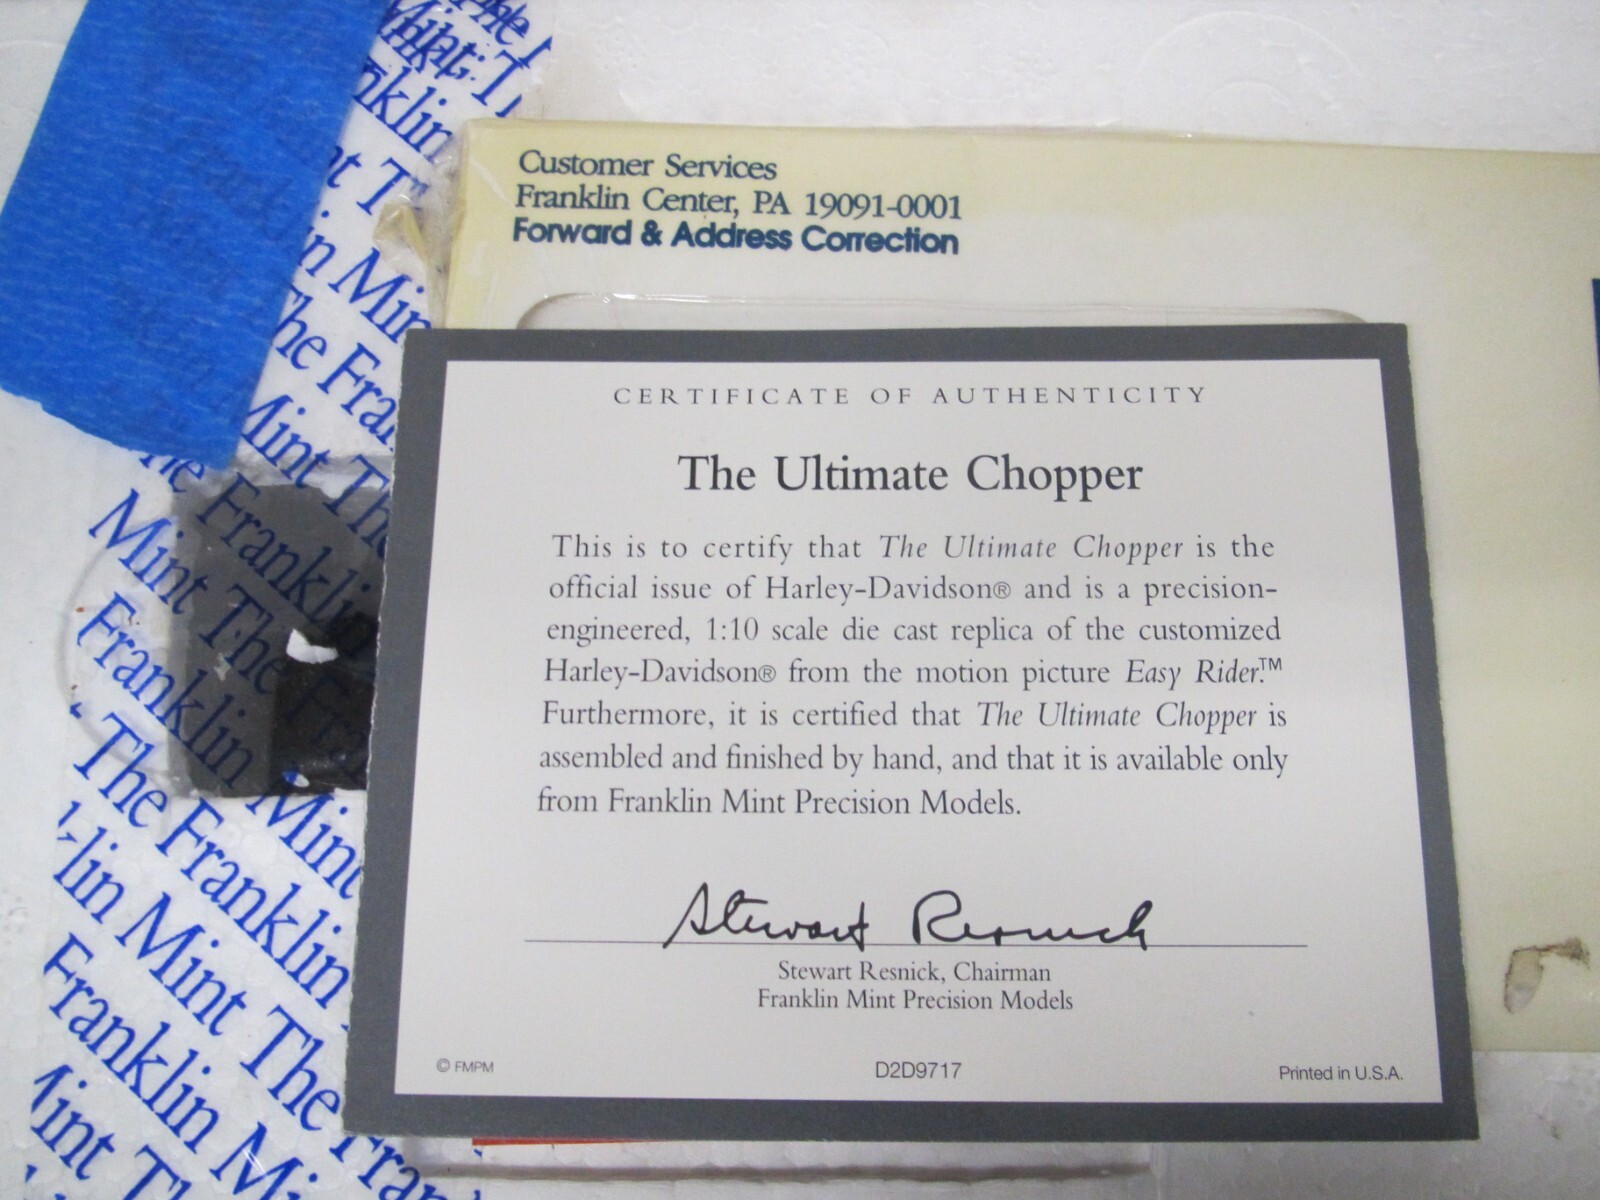 Customer Services
Franklin Center, PA 19091-0001
Forward & Address Correction
CERTIFICATE OF AUTHENTICITY
The Ultimate Chopper
This is to certify that The Ultimate Chopper is the
official issue of Harley-Davidson® and is a precision-
engineered, 1:10 scale die cast replica of the customized
Harley-Davidson® from the motion picture Easy Rider.™
Furthermore, it is certified that The Ultimate Chopper is
assembled and finished by hand, and that it is available only
from Franklin Mint Precision Models.
Stewart Resnick
Stewart Resnick, Chairman
Franklin Mint Precision Models
© FMPM
D2D9717
Printed in U.S.A.
The Franklin
Mint The
Franklin Mint
The Franklin
Mint The
Franklin